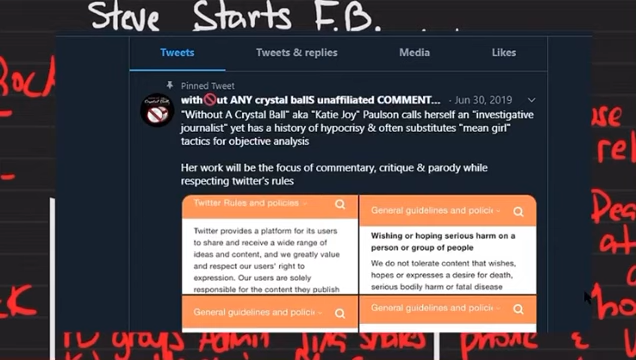 Steve Starts F.B.
Tweets Tweets & replies Media Likes
Pinned Tweet
with🚫ut ANY crystal ballS unaffiliated COMMENT... · Jun 30, 2019
"Without A Crystal Ball" aka "Katie Joy" Paulson calls herself an "investigative
journalist" yet has a history of hypocrisy & often substitutes "mean girl"
tactics for objective analysis
Her work will be the focus of commentary, critique & parody while
respecting twitter's rules
Twitter Rules and policies
Twitter provides a platform for its users
to share and receive a wide range of
ideas and content, and we greatly value
and respect our users' right to
expression. Our users are solely
responsible for the content they publish
General guidelines and polici
Wishing or hoping serious harm on a
person or group of people
We do not tolerate content that wishes,
hopes or expresses a desire for death,
serious bodily harm or fatal disease
General guidelines and polici
General guidelines and polici
Admin
phone &